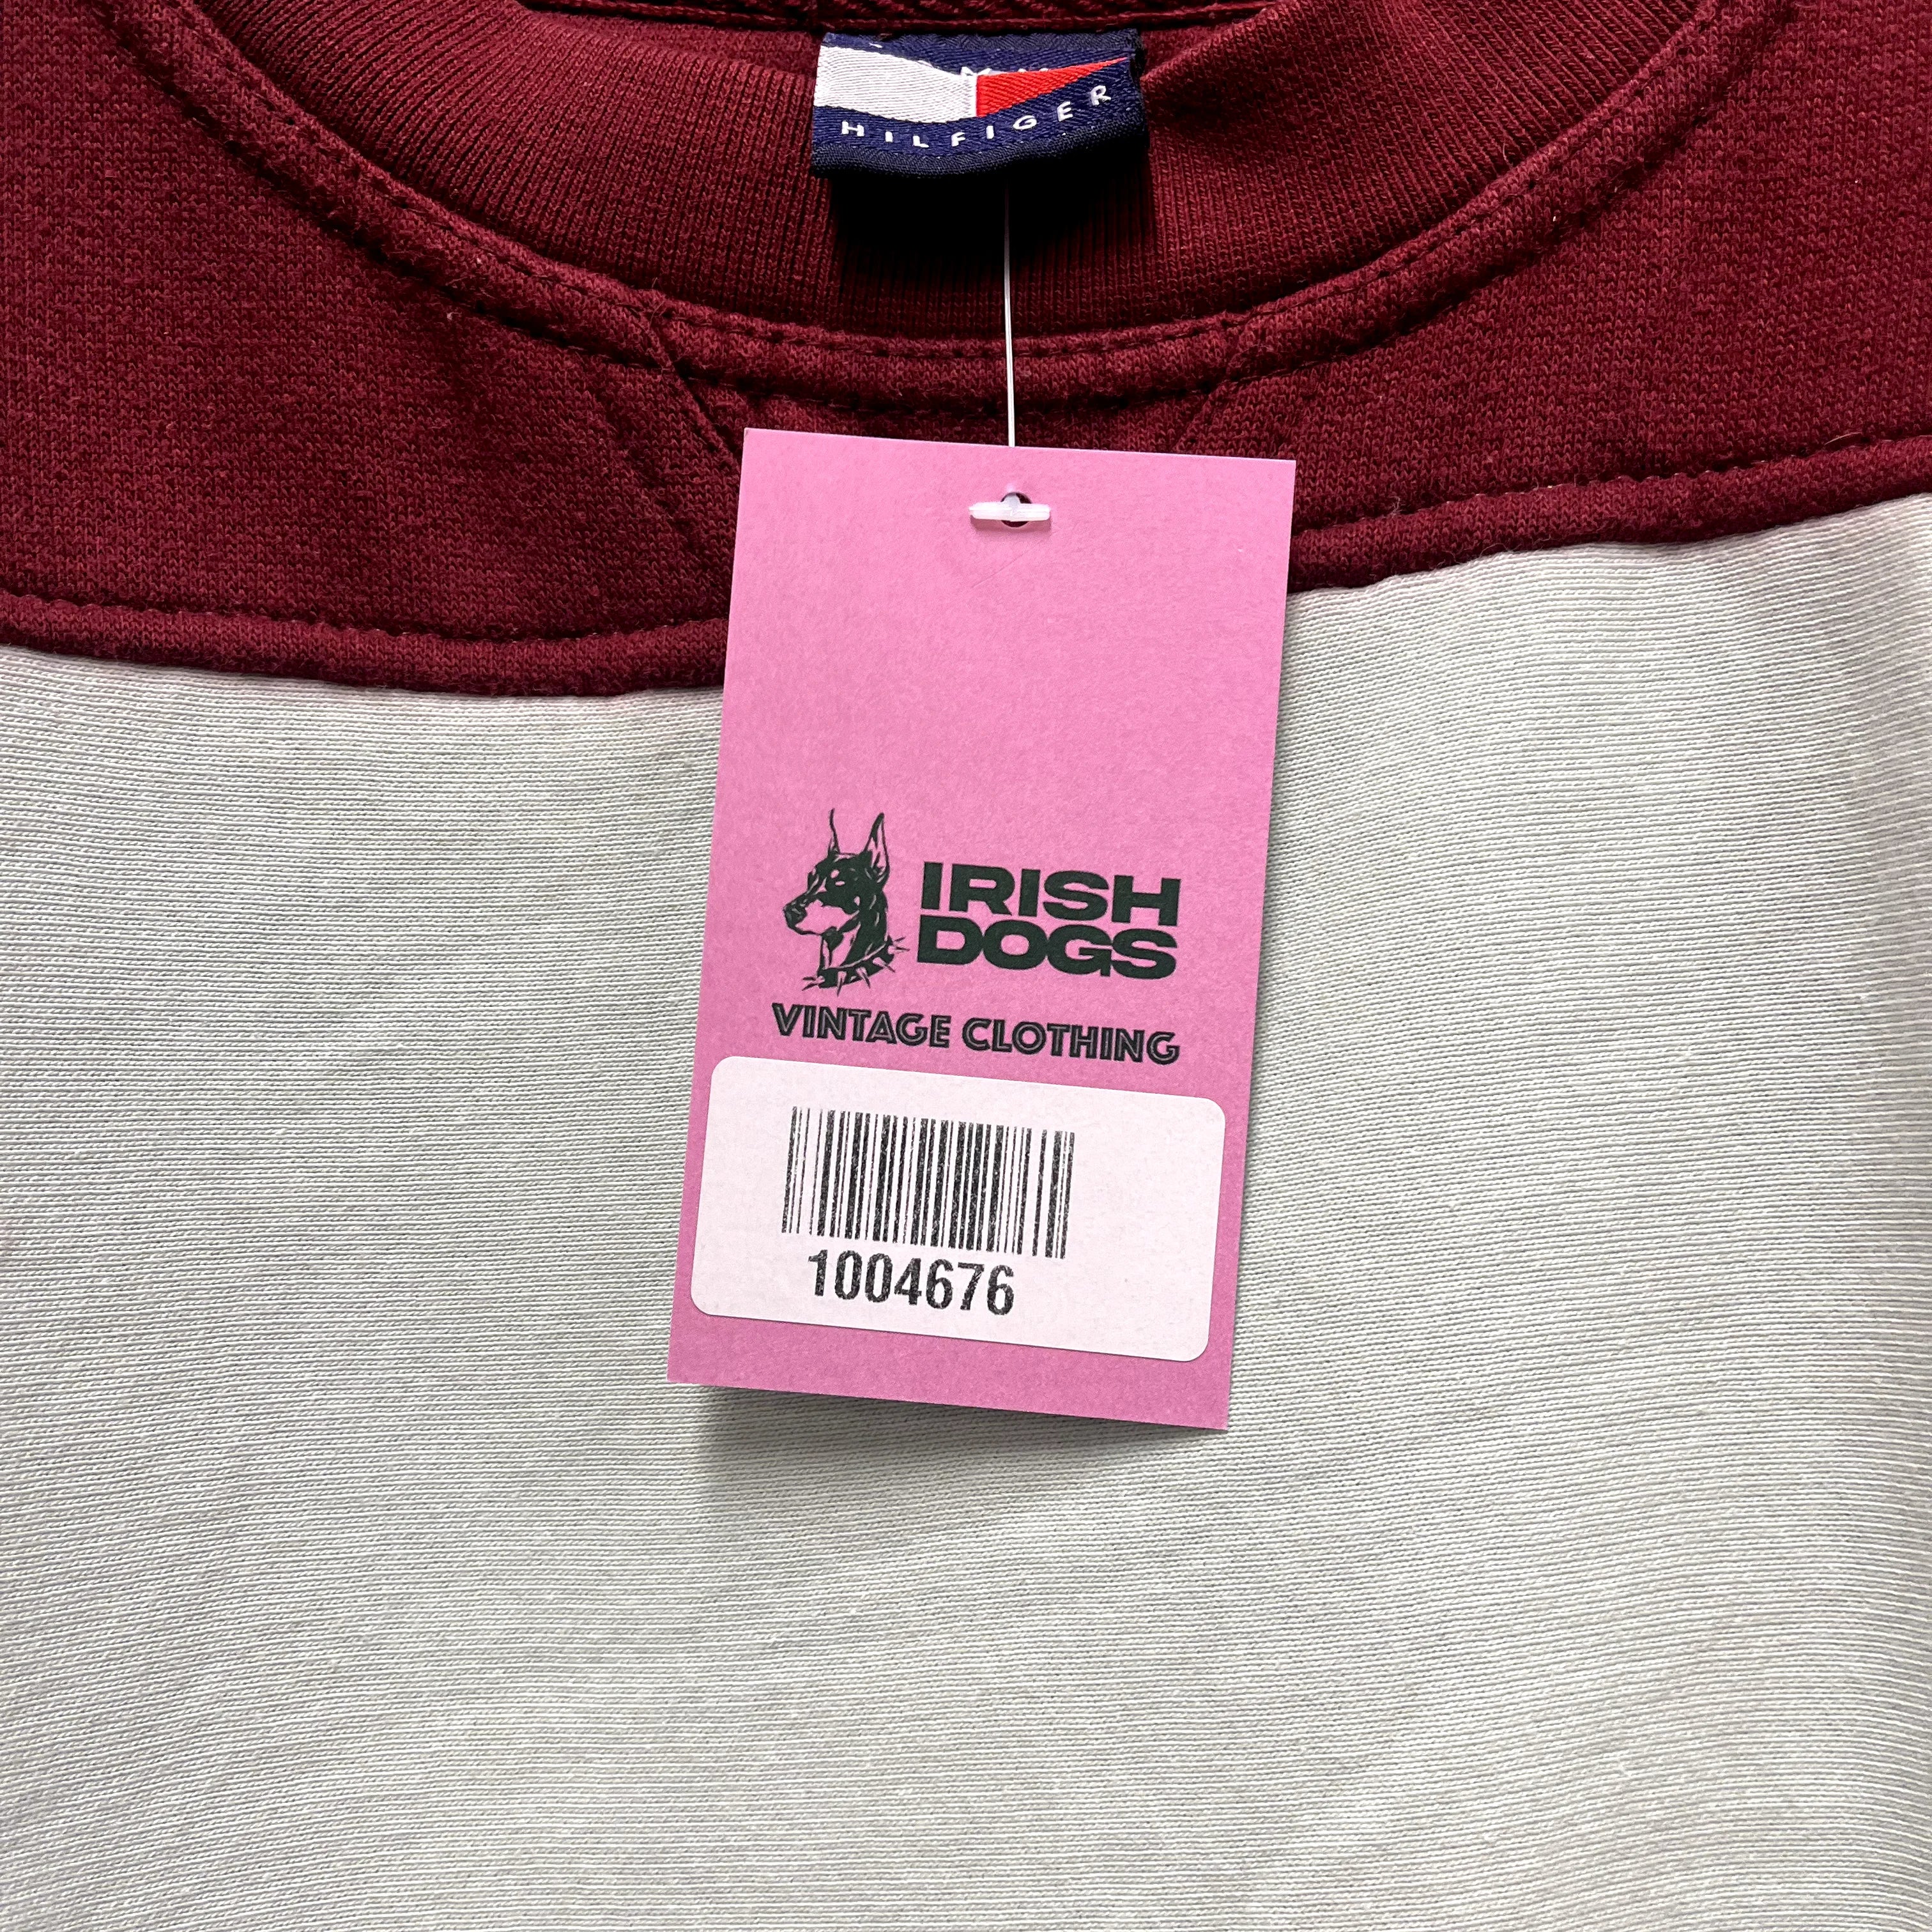 HILFIGER
IRISH
DOGS
VINTAGE CLOTHING
1004676